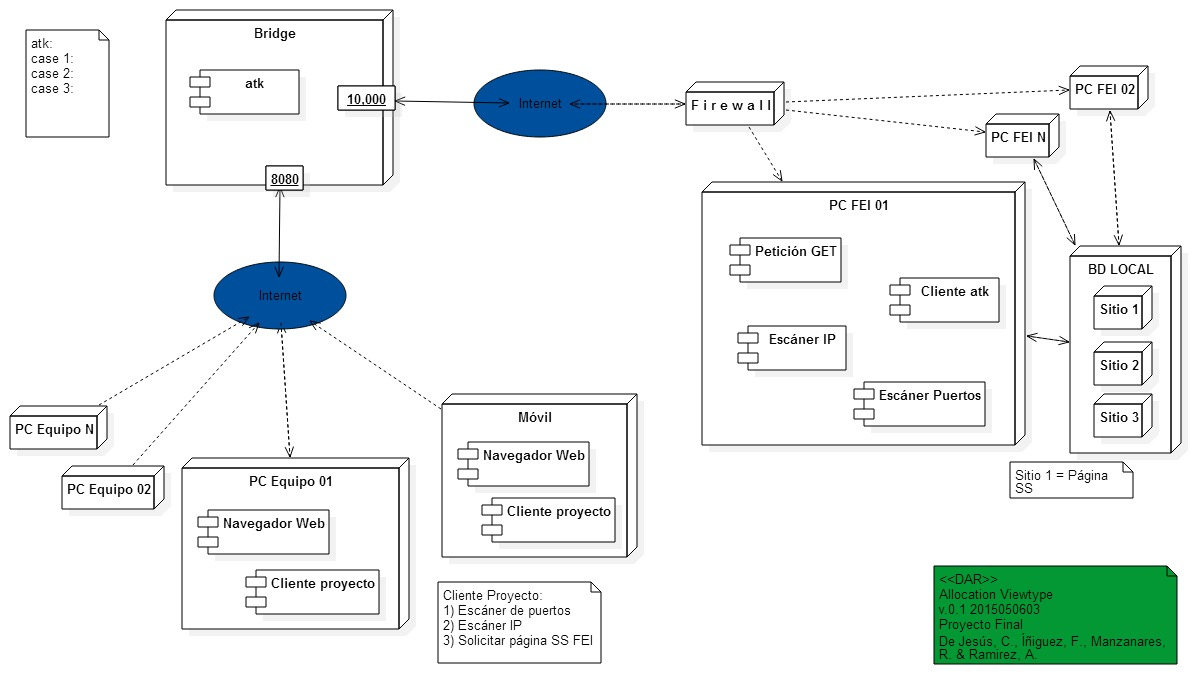 atk:
case 1:
case 2:
case 3:
Bridge
atk
10,000
8080
Internet
F i r e w a l l
PC FEI 02
PC FEI N
PC FEI 01
Petición GET
Cliente atk
Escáner IP
Escáner Puertos
BD LOCAL
Sitio 1
Sitio 2
Sitio 3
Sitio 1 = Página
SS
Internet
PC Equipo N
PC Equipo 02
PC Equipo 01
Navegador Web
Cliente proyecto
Móvil
Navegador Web
Cliente proyecto
Cliente Proyecto:
1) Escáner de puertos
2) Escáner IP
3) Solicitar página SS FEI
<<DAR>>
Allocation Viewtype
v.0.1 2015050603
Proyecto Final
De Jesús, C., Íñiguez, F., Manzanares,
R. & Ramirez, A.